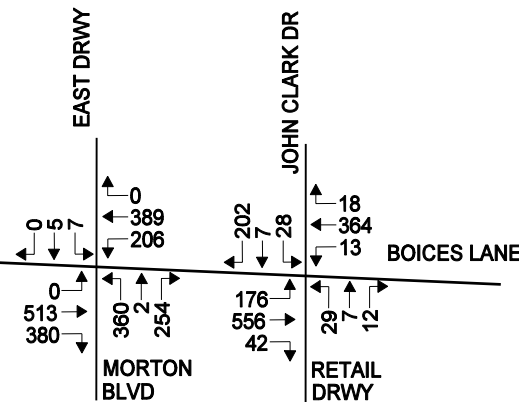 EAST DRWY
JOHN CLARK DR
0
389
206
18
364
13
0 5 7
202 7 28
BOICES LANE
0
513
380
360 2 254
176
556
42
29 7 12
MORTON
BLVD
RETAIL
DRWY